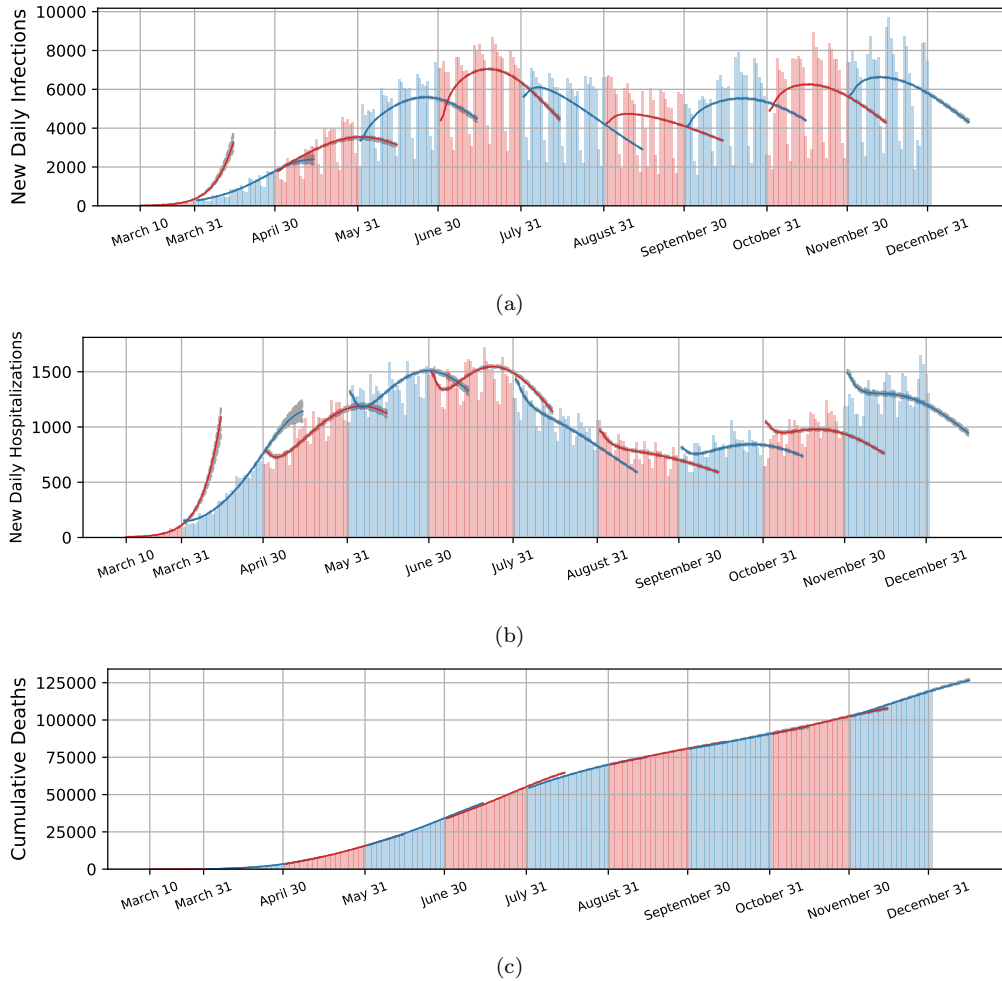 New Daily Infections
10000
8000
6000
4000
2000
0
March 10
March 31
April 30
May 31
June 30
July 31
August 31
September 30
October 31
November 30
December 31
(a)
New Daily Hospitalizations
1500
1000
500
0
March 10
March 31
April 30
May 31
June 30
July 31
August 31
September 30
October 31
November 30
December 31
(b)
Cumulative Deaths
125000
100000
75000
50000
25000
0
March 10
March 31
April 30
May 31
June 30
July 31
August 31
September 30
October 31
November 30
December 31
(c)